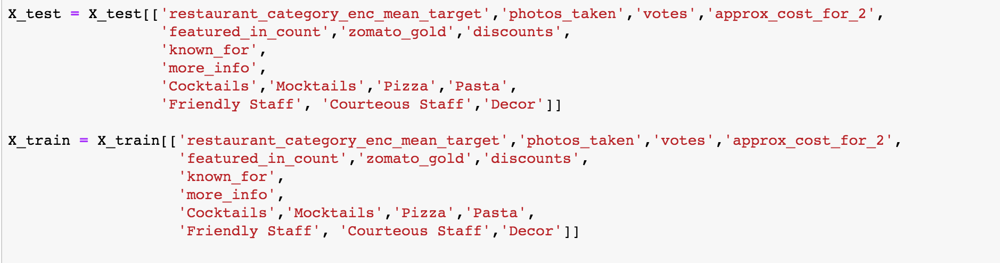 X_test = X_test[['restaurant_category_enc_mean_target','photos_taken','votes','approx_cost_for_2',
'featured_in_count','zomato_gold','discounts',
'known_for',
'more_info',
'Cocktails','Mocktails','Pizza','Pasta',
'Friendly Staff', 'Courteous Staff','Decor']]
X_train = X_train[['restaurant_category_enc_mean_target','photos_taken','votes','approx_cost_for_2',
'featured_in_count','zomato_gold','discounts',
'known_for',
'more_info',
'Cocktails','Mocktails','Pizza','Pasta',
'Friendly Staff', 'Courteous Staff','Decor']]